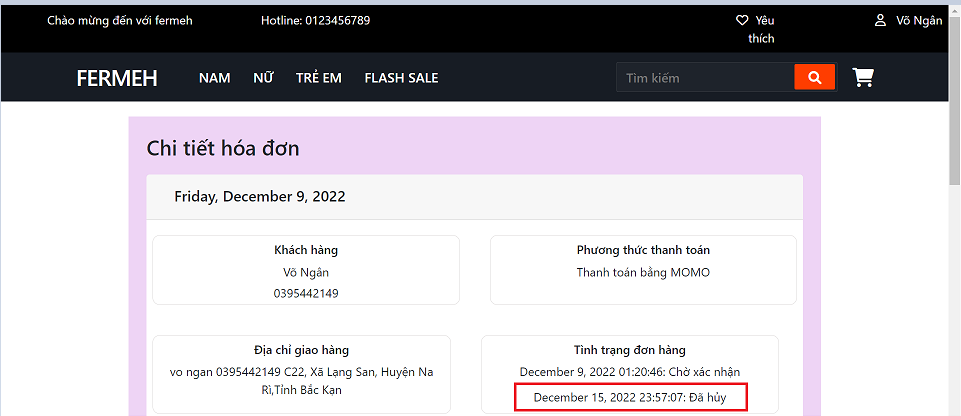 Chào mừng đến với fermeh
Hotline: 0123456789
Yêu
thích
Võ Ngân
FERMEH
NAM
NỮ
TRẺ EM
FLASH SALE
Tìm kiếm
Chi tiết hóa đơn
Friday, December 9, 2022
Khách hàng
Võ Ngân
0395442149
Phương thức thanh toán
Thanh toán bằng MOMO
Địa chỉ giao hàng
vo ngan 0395442149 C22, Xã Lạng San, Huyện Na
Rì,Tỉnh Bắc Kạn
Tình trạng đơn hàng
December 9, 2022 01:20:46: Chờ xác nhận
December 15, 2022 23:57:07: Đã hủy